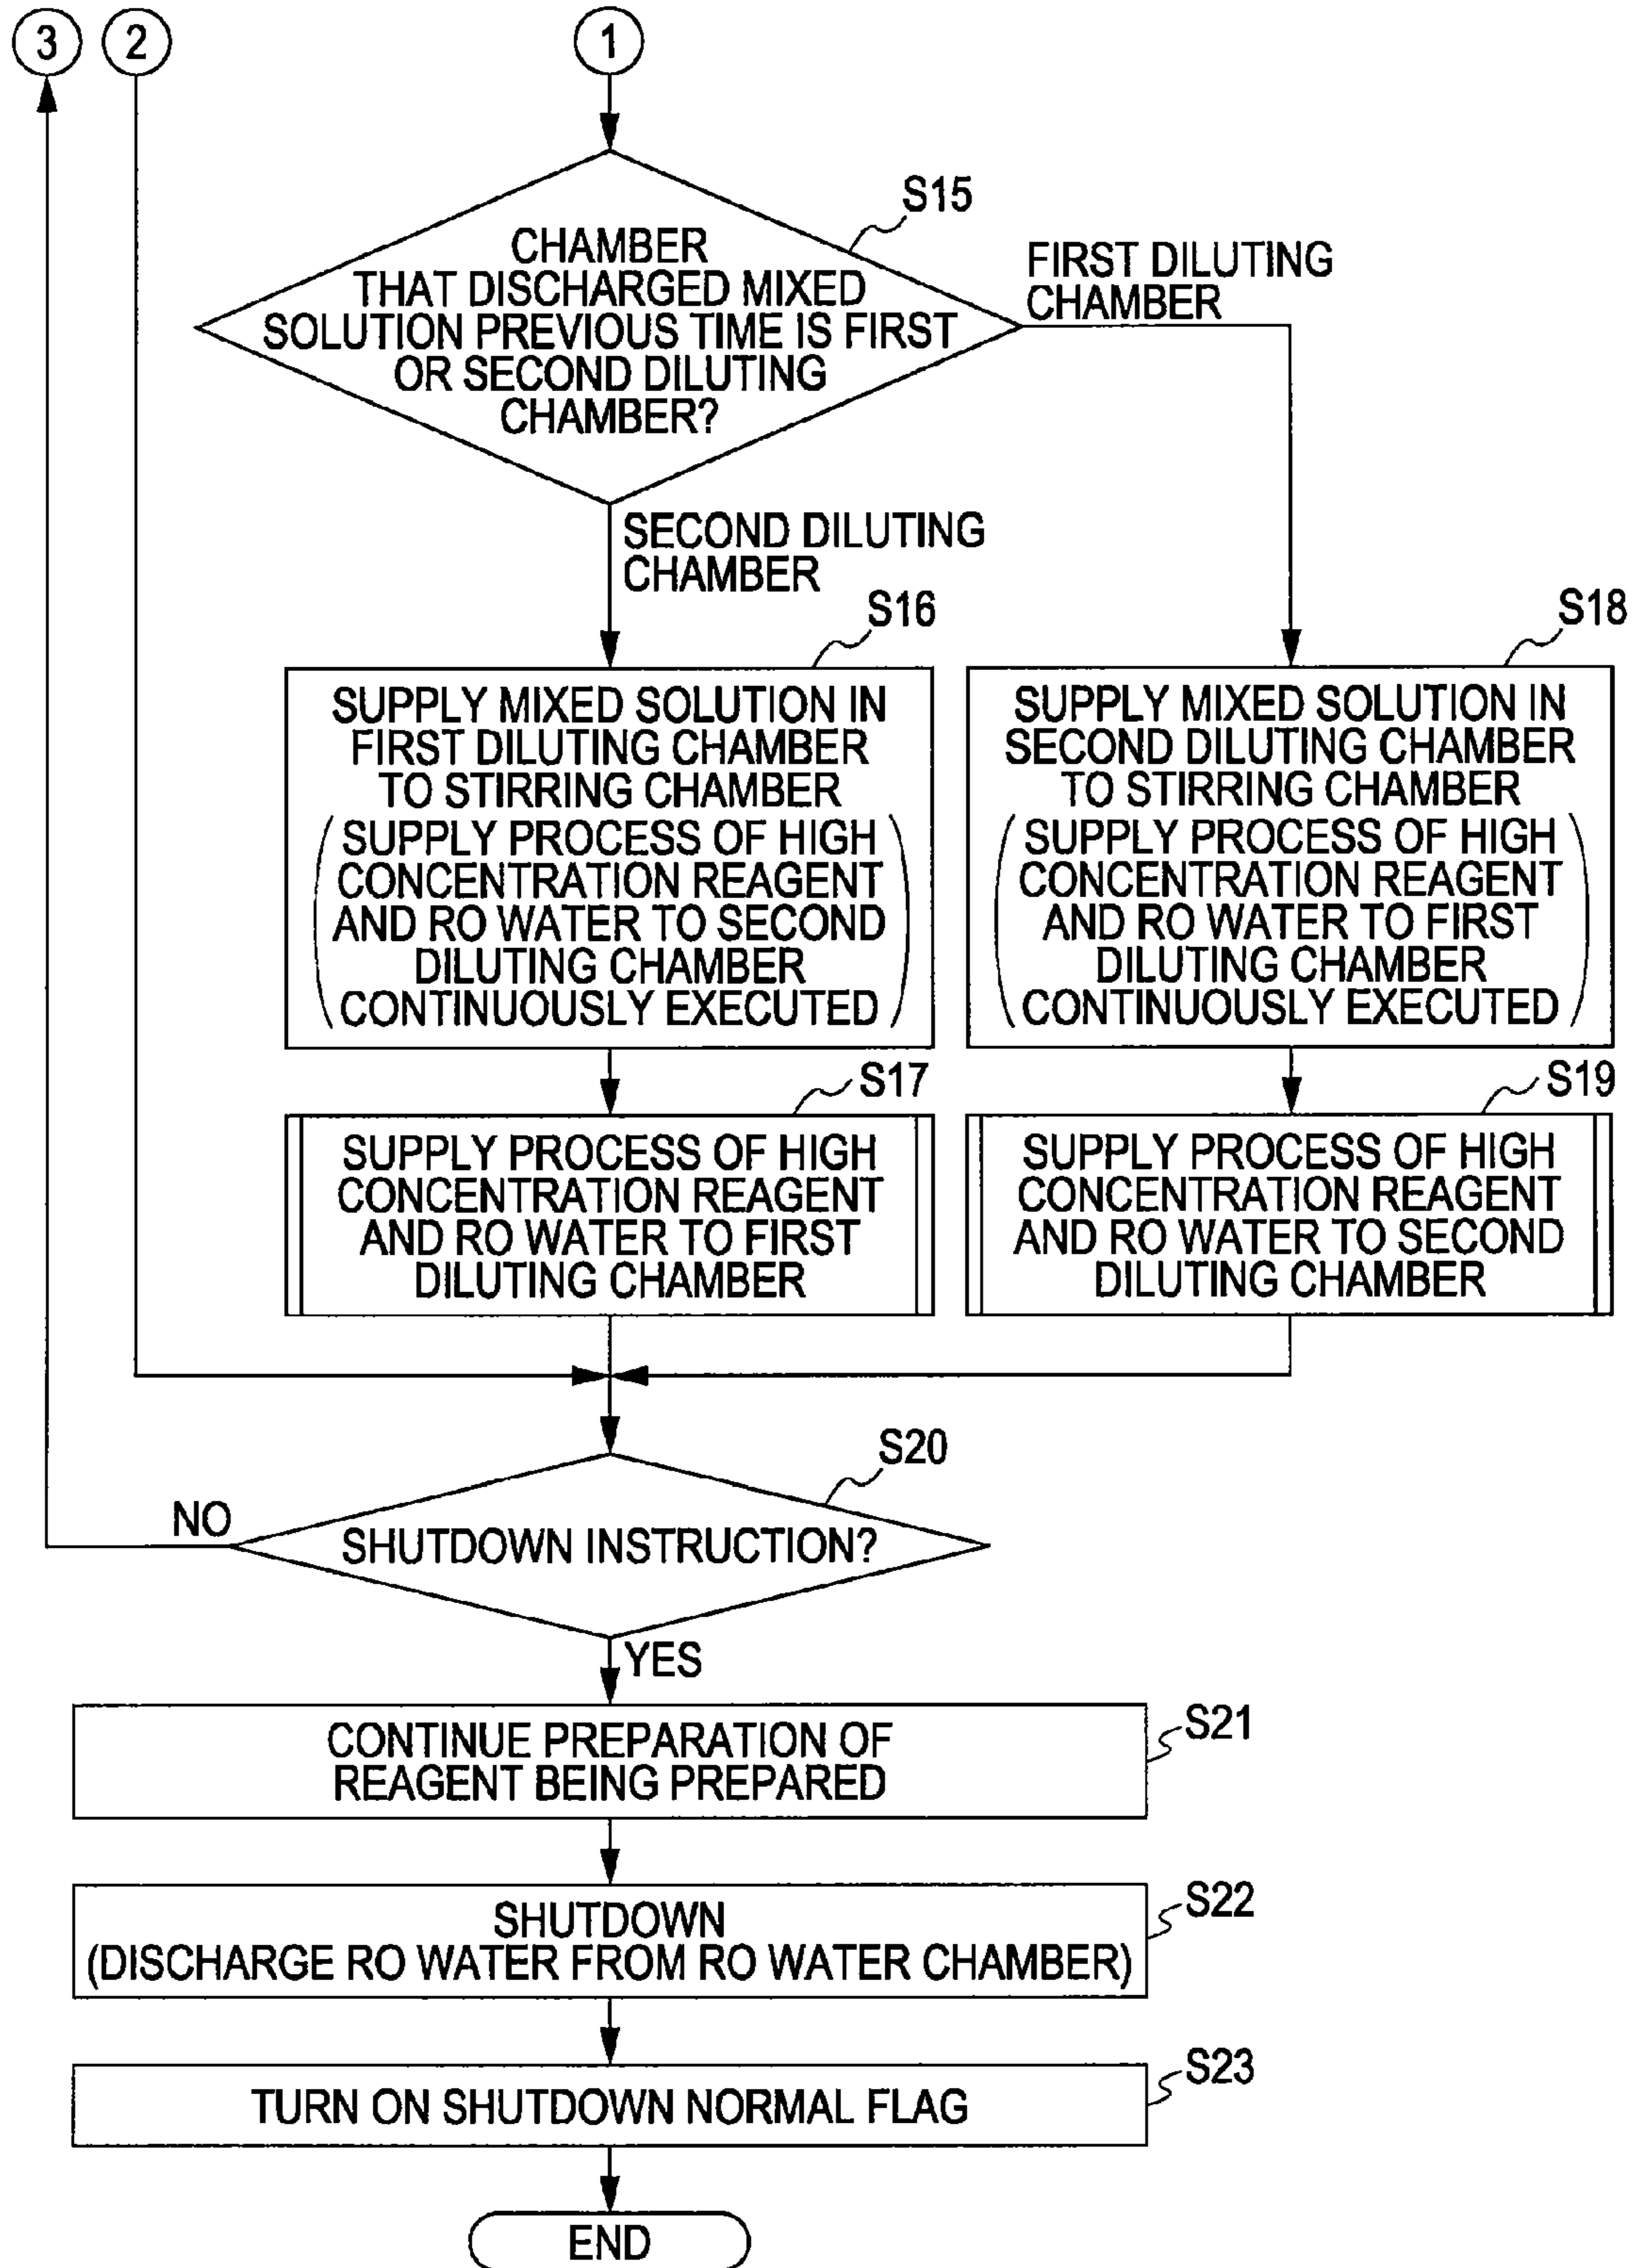 3
2
1
S15
CHAMBER
THAT DISCHARGED MIXED
SOLUTION PREVIOUS TIME IS FIRST
OR SECOND DILUTING
CHAMBER?
FIRST DILUTING
CHAMBER
SECOND DILUTING
CHAMBER
S16
SUPPLY MIXED SOLUTION IN
FIRST DILUTING CHAMBER
TO STIRRING CHAMBER
(SUPPLY PROCESS OF HIGH
CONCENTRATION REAGENT
AND RO WATER TO SECOND
DILUTING CHAMBER
CONTINUOUSLY EXECUTED)
S18
SUPPLY MIXED SOLUTION IN
SECOND DILUTING CHAMBER
TO STIRRING CHAMBER
(SUPPLY PROCESS OF HIGH
CONCENTRATION REAGENT
AND RO WATER TO FIRST
DILUTING CHAMBER
CONTINUOUSLY EXECUTED)
S17
SUPPLY PROCESS OF HIGH
CONCENTRATION REAGENT
AND RO WATER TO FIRST
DILUTING CHAMBER
S19
SUPPLY PROCESS OF HIGH
CONCENTRATION REAGENT
AND RO WATER TO SECOND
DILUTING CHAMBER
S20
NO
SHUTDOWN INSTRUCTION?
YES
S21
CONTINUE PREPARATION OF
REAGENT BEING PREPARED
S22
SHUTDOWN
(DISCHARGE RO WATER FROM RO WATER CHAMBER)
S23
TURN ON SHUTDOWN NORMAL FLAG
END